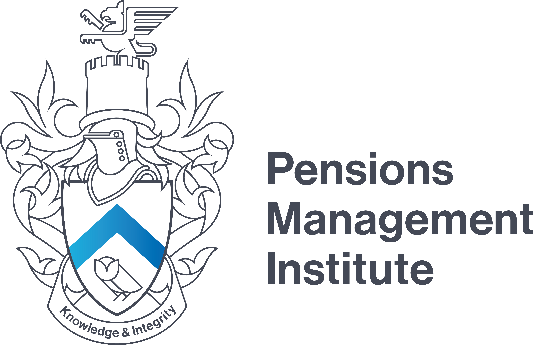 Pensions
Management
Institute
Knowledge & Integrity